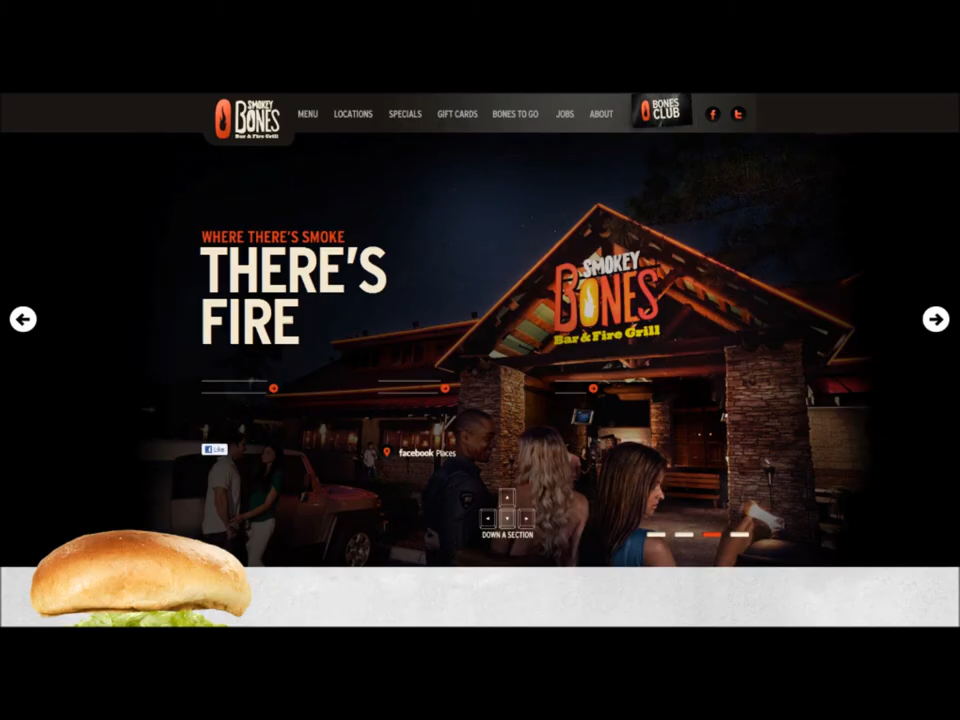 SMOKEY
BONES
Bar & Fire Grill
MENU
LOCATIONS
SPECIALS
GIFT CARDS
BONES TO GO
JOBS
ABOUT
BONES
CLUB
WHERE THERE'S SMOKE
THERE'S
FIRE
SMOKEY
BONES
Bar & Fire Grill
Like
facebook Places
DOWN A SECTION